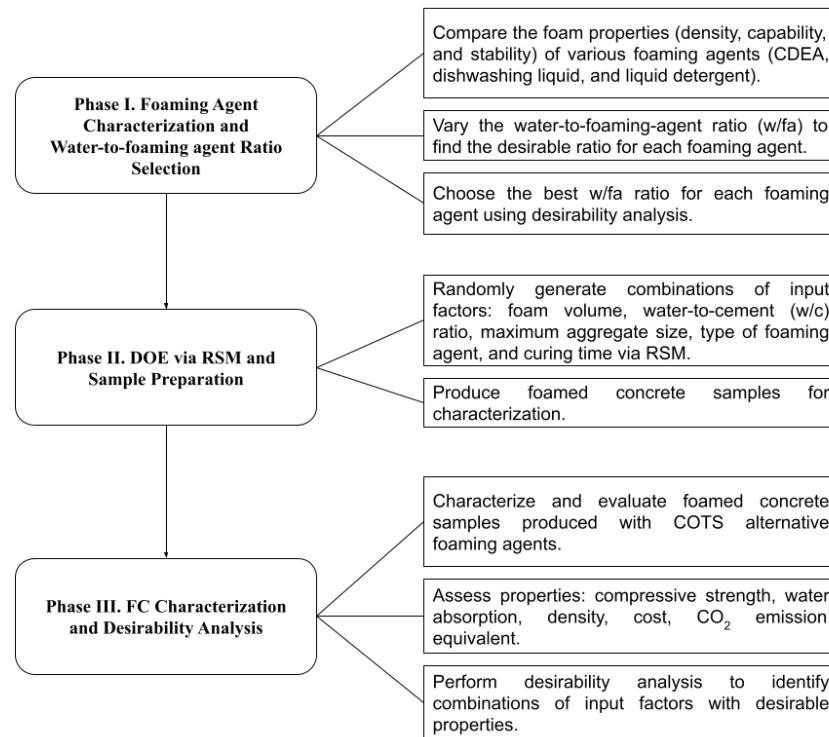 Compare the foam properties (density, capability,
and stability) of various foaming agents (CDEA,
dishwashing liquid, and liquid detergent).
Phase I. Foaming Agent
Characterization and
Water-to-foaming agent Ratio
Selection
Vary the water-to-foaming-agent ratio (w/fa) to
find the desirable ratio for each foaming agent.
Choose the best w/fa ratio for each foaming
agent using desirability analysis.
Phase II. DOE via RSM and
Sample Preparation
Randomly generate combinations of input
factors: foam volume, water-to-cement (w/c)
ratio, maximum aggregate size, type of foaming
agent, and curing time via RSM.
Produce foamed concrete samples for
characterization.
Phase III. FC Characterization
and Desirability Analysis
Characterize and evaluate foamed concrete
samples produced with COTS alternative
foaming agents.
Assess properties: compressive strength, water
absorption, density, cost, CO₂ emission
equivalent.
Perform desirability analysis to identify
combinations of input factors with desirable
properties.